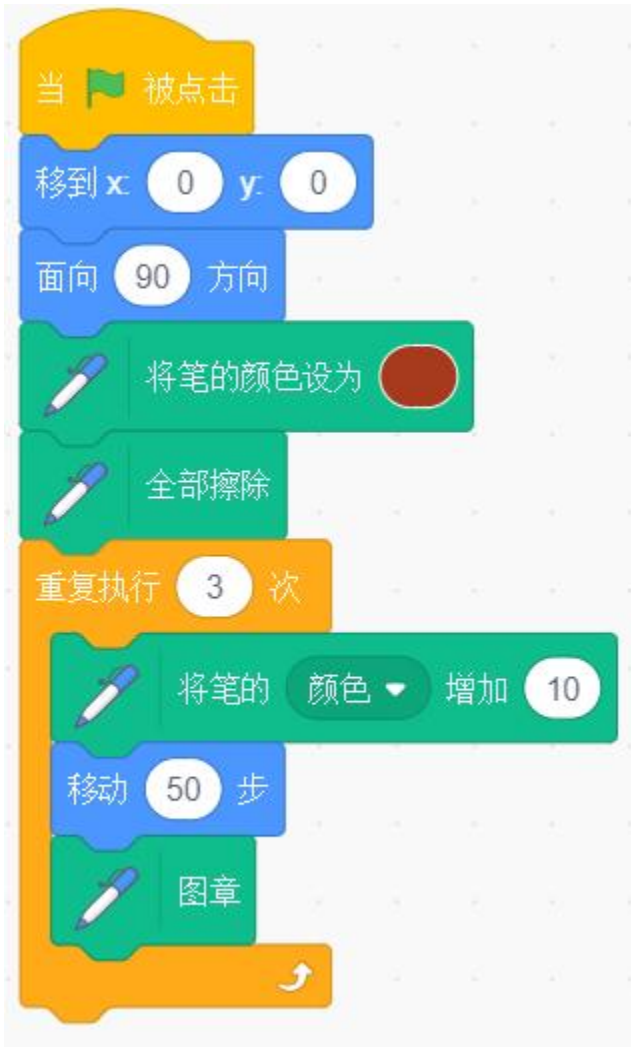 当 被点击
移到 x: 0 y: 0
面向 90 方向
将笔的颜色设为
全部擦除
重复执行 3 次
将笔的 颜色 增加 10
移动 50 步
图章